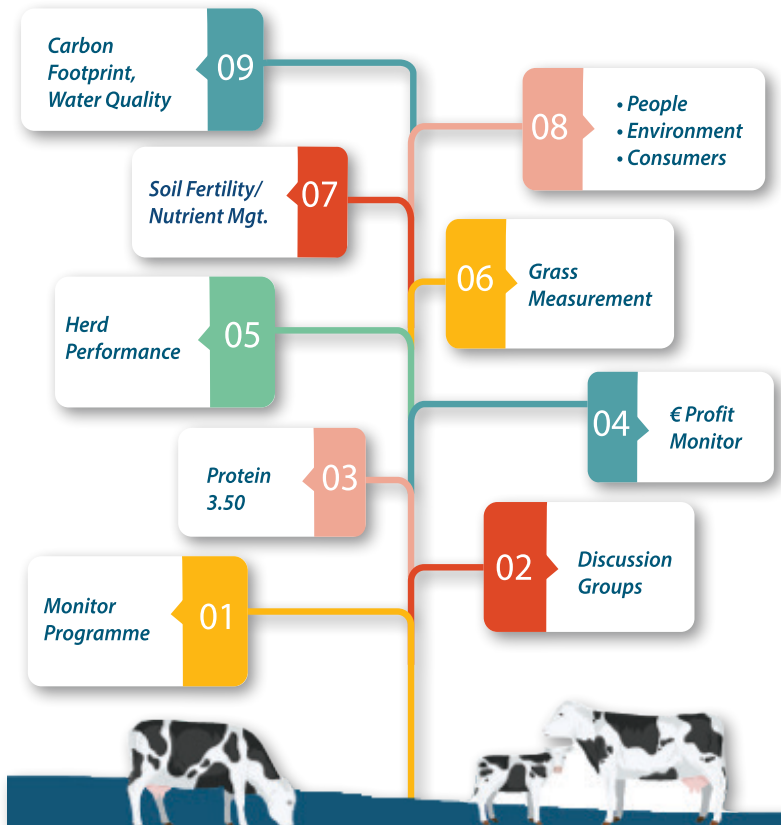 Carbon
Footprint,
Water Quality
09
08
• People
• Environment
• Consumers
Soil Fertility/
Nutrient Mgt.
07
06
Grass
Measurement
Herd
Performance
05
04
€ Profit
Monitor
Protein
3.50
03
02
Discussion
Groups
Monitor
Programme
01